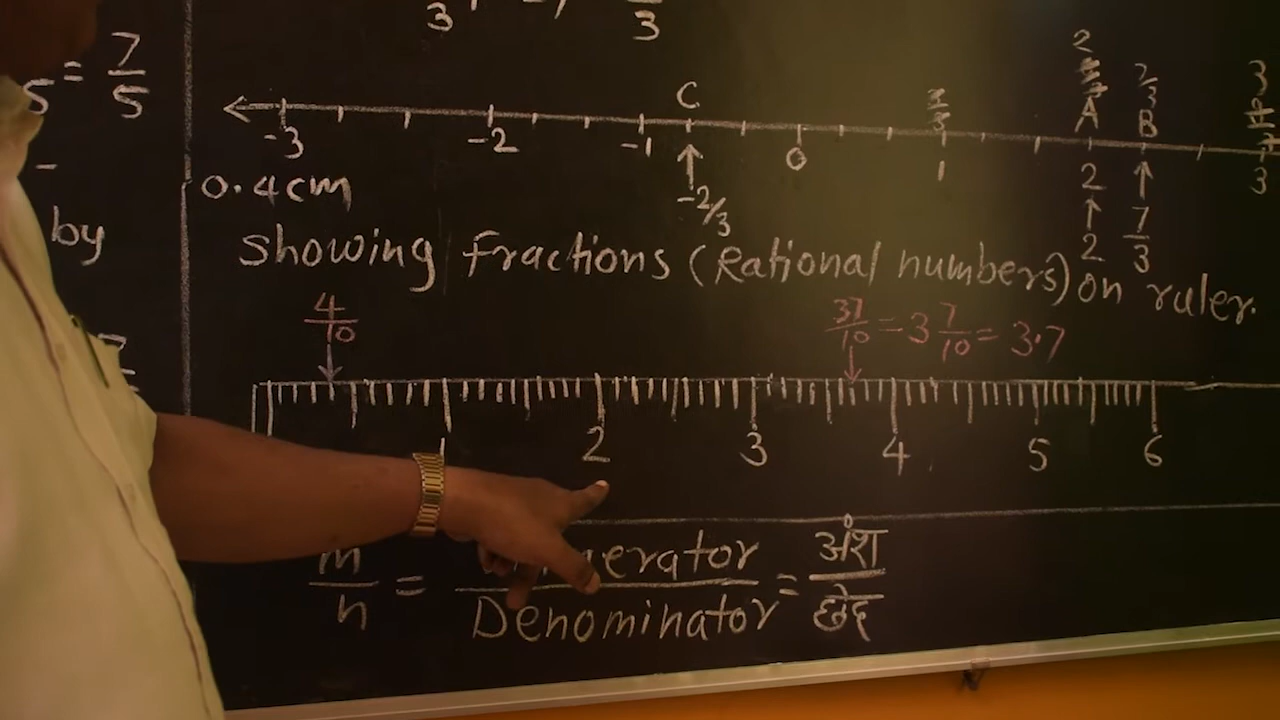 3 3
5 = 7/5
C 2 A 2/3 B 3
-3 -2 -1 0 1 2 3
-2/3 2 7/3
0.4cm
by
Showing fractions (Rational numbers) on ruler.
4/10 37/10 = 3 7/10 = 3.7
1 2 3 4 5 6
m/n = erator/Denominator = अंश/छेद